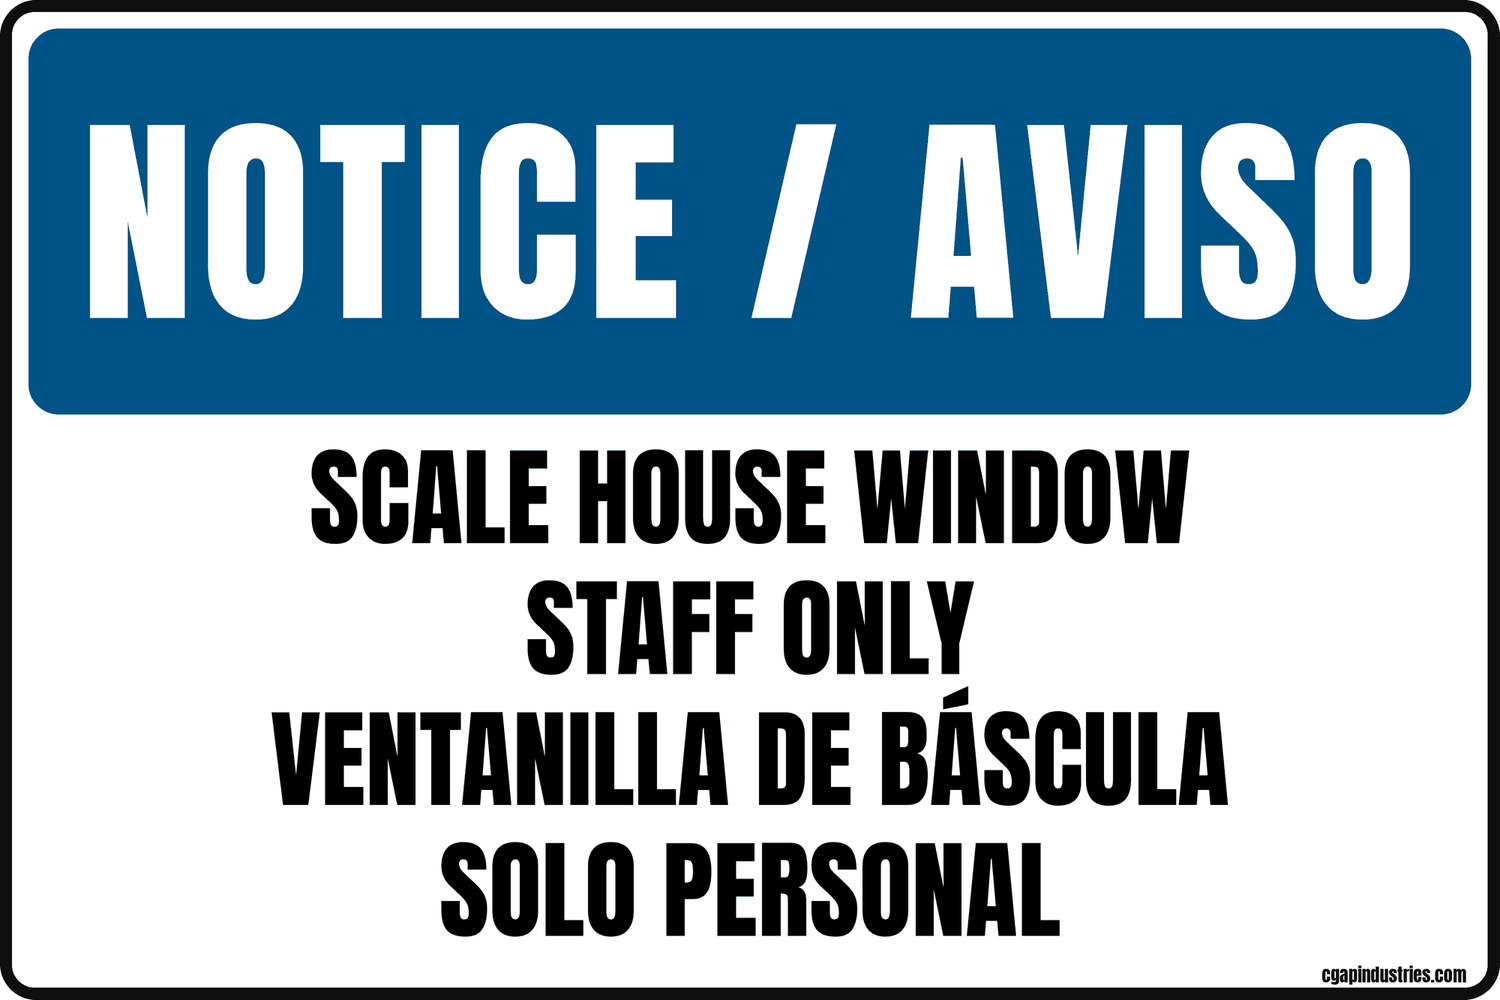 NOTICE / AVISO
SCALE HOUSE WINDOW
STAFF ONLY
VENTANILLA DE BÁSCULA
SOLO PERSONAL
cgapindustries.com